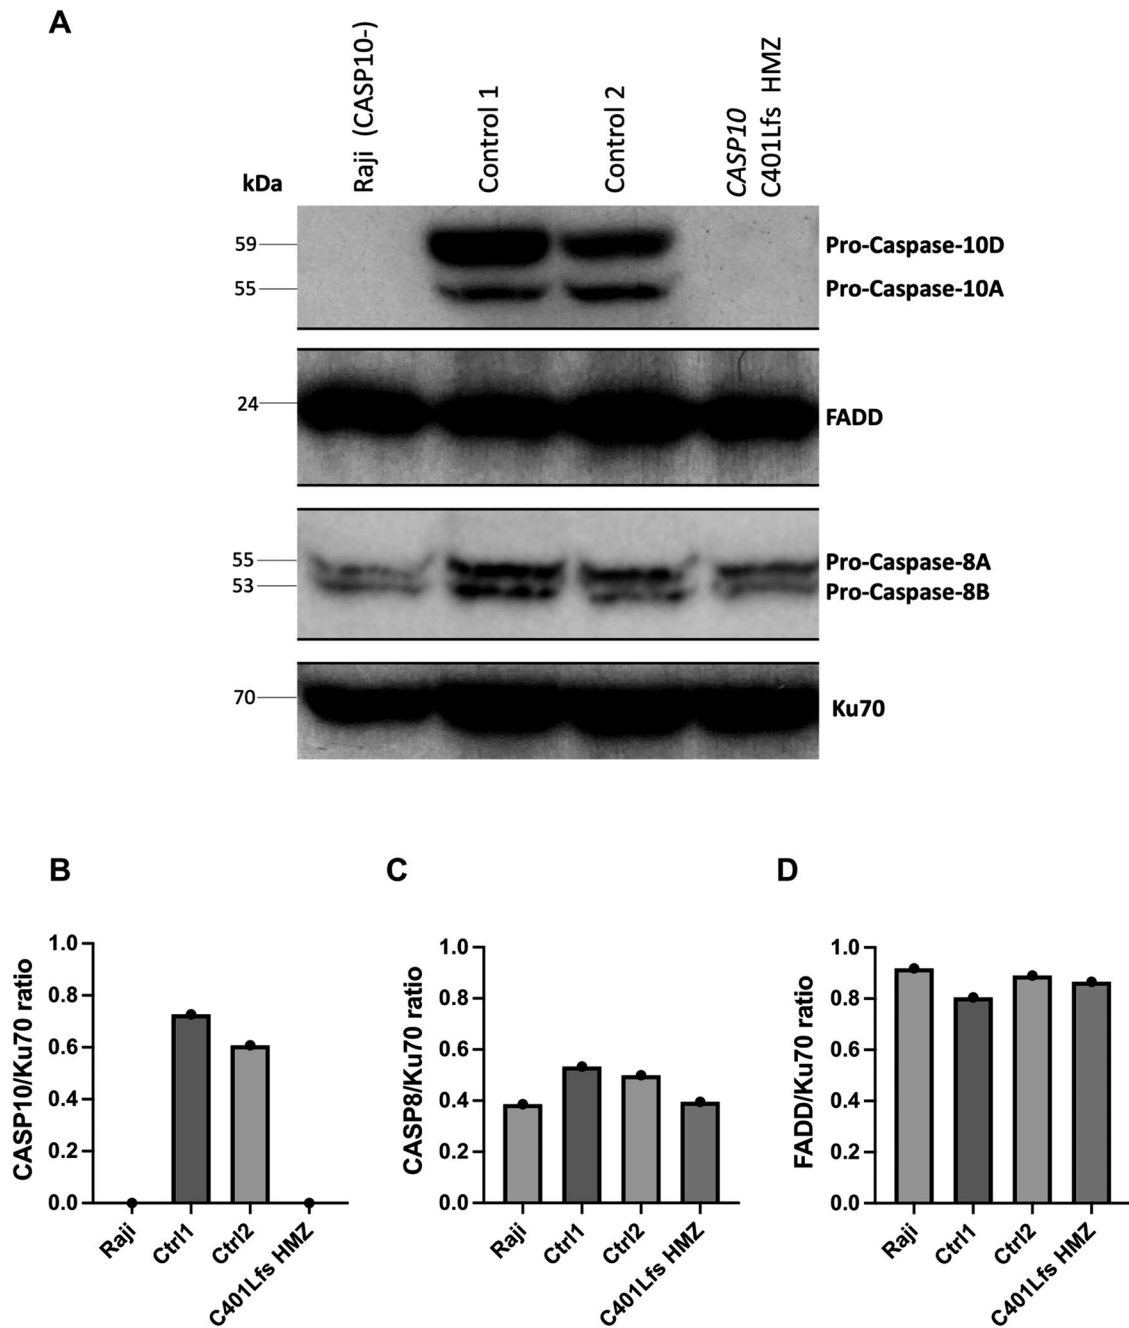 A
Raji (CASP10-)
Control 1
Control 2
CASP10
C401Lfs HMZ
kDa
59
Pro-Caspase-10D
55
Pro-Caspase-10A
24
FADD
55
Pro-Caspase-8A
53
Pro-Caspase-8B
70
Ku70
B
CASP10/Ku70 ratio
1.0
0.8
0.6
0.4
0.2
0.0
Raji
Ctrl1
Ctrl2
C401Lfs HMZ
C
CASP8/Ku70 ratio
1.0
0.8
0.6
0.4
0.2
0.0
Raji
Ctrl1
Ctrl2
C401Lfs HMZ
D
FADD/Ku70 ratio
1.0
0.8
0.6
0.4
0.2
0.0
Raji
Ctrl1
Ctrl2
C401Lfs HMZ